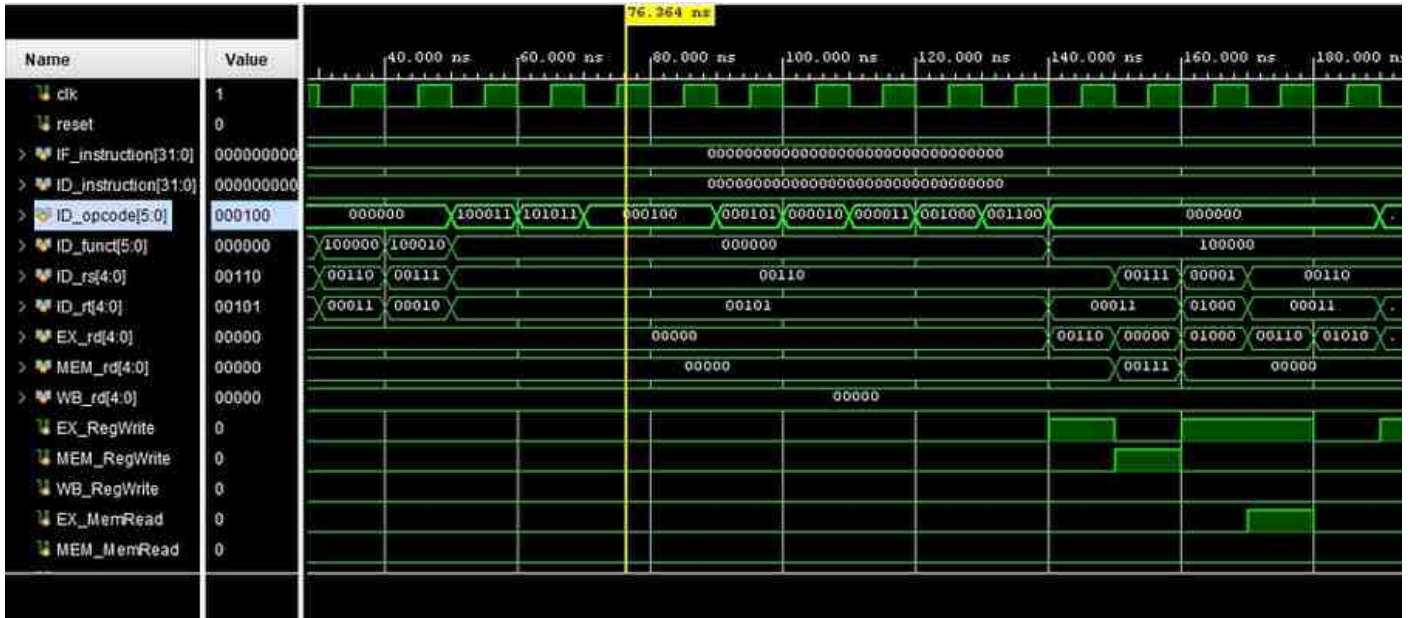 76.364 ns
Name Value 40.000 ns 60.000 ns 80.000 ns 100.000 ns 120.000 ns 140.000 ns 160.000 ns 180.000 n
clk 1
reset 0
IF_instruction[31:0] 000000000 00000000000000000000000000000000
ID_instruction[31:0] 000000000 00000000000000000000000000000000
ID_opcode[5:0] 000100 000000 100011 101011 000100 000101 000010 000011 001000 001100 000000 .
ID_funct[5:0] 000000 100000 100010 000000 100000
ID_rs[4:0] 00110 00110 00111 00110 00111 00001 00110
ID_rt[4:0] 00101 00011 00010 00101 00011 01000 00011 .
EX_rd[4:0] 00000 00000 00110 00000 01000 00110 01010 .
MEM_rd[4:0] 00000 00000 00111 00000
WB_rd[4:0] 00000 00000
EX_RegWrite 0
MEM_RegWrite 0
WB_RegWrite 0
EX_MemRead 0
MEM_MemRead 0